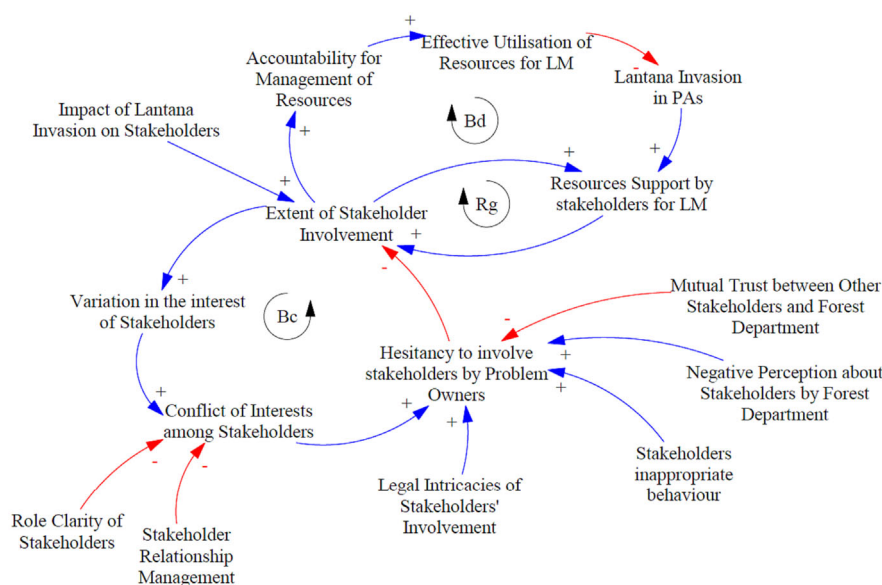 Accountability for
Management of
Resources
+
Effective Utilisation of
Resources for LM
-
Lantana Invasion
in PAs
Impact of Lantana
Invasion on Stakeholders
+
Bd
+
+
+
Resources Support by
stakeholders for LM
Rg
Extent of Stakeholder
Involvement
+
-
+
Variation in the interest
of Stakeholders
Bc
Mutual Trust between Other
Stakeholders and Forest
Department
-
Hesitancy to involve
stakeholders by Problem
Owners
+
+
Negative Perception about
Stakeholders by Forest
Department
+
Conflict of Interests
among Stakeholders
+
+
-
-
Stakeholders
inappropriate
behaviour
Legal Intricacies of
Stakeholders'
Involvement
Role Clarity of
Stakeholders
Stakeholder
Relationship
Management